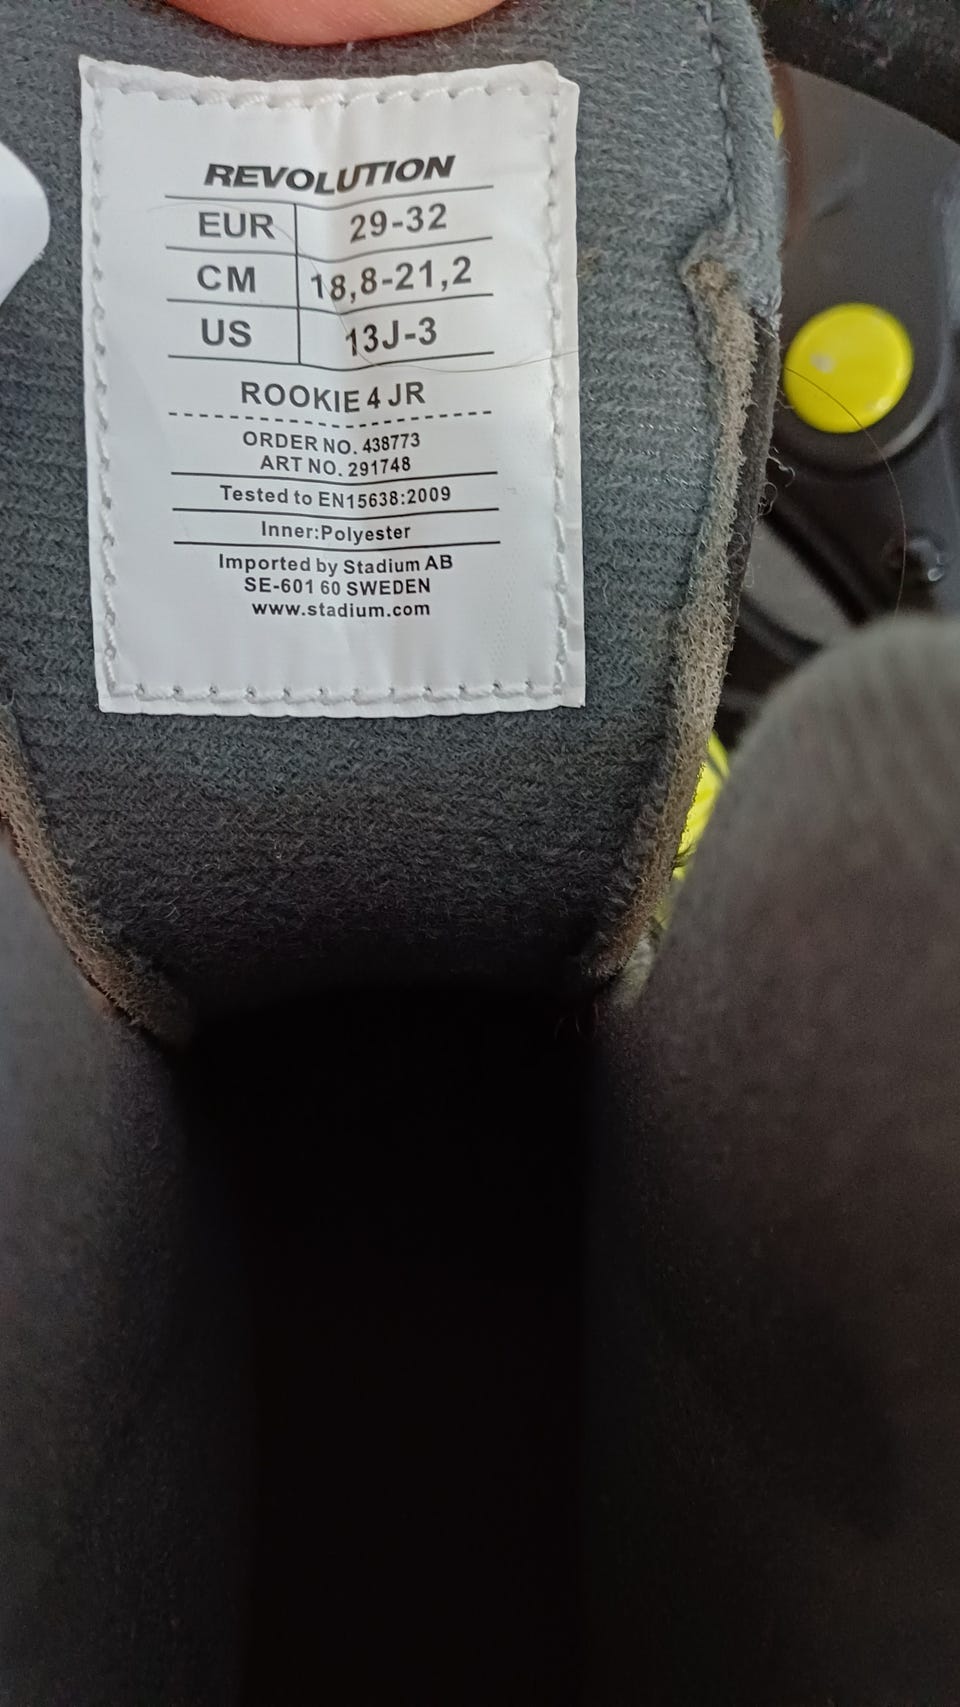 REVOLUTION
EUR 29-32
CM 18,8-21,2
US 13J-3
ROOKIE 4 JR
ORDER NO. 438773
ART NO. 291748
Tested to EN15638:2009
Inner:Polyester
Imported by Stadium AB
SE-601 60 SWEDEN
www.stadium.com